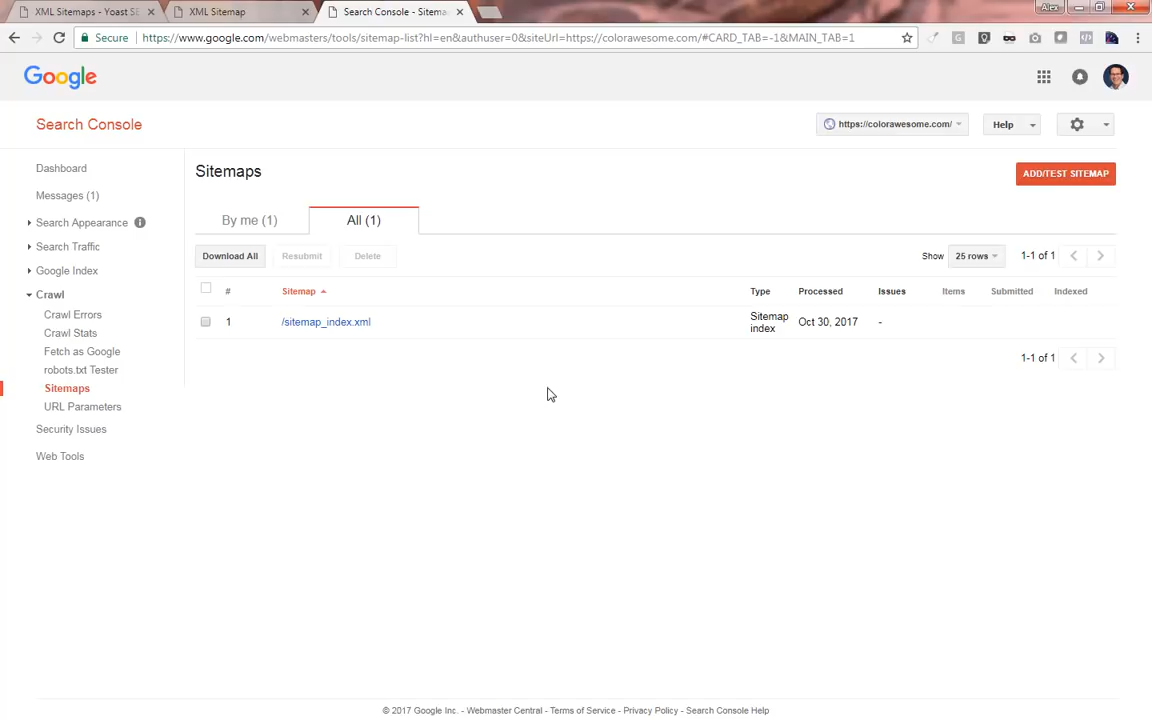 XML Sitemaps - Yoast SE
XML Sitemap
Search Console - Sitema
Alex
Secure
https://www.google.com/webmasters/tools/sitemap-list?hl=en&authuser=0&siteUrl=https://colorawesome.com/#CARD_TAB=-1&MAIN_TAB=1
Google
Search Console
https://colorawesome.com/
Help
Dashboard
Messages (1)
Search Appearance
Search Traffic
Google Index
Crawl
Crawl Errors
Crawl Stats
Fetch as Google
robots.txt Tester
Sitemaps
URL Parameters
Security Issues
Web Tools
Sitemaps
ADD/TEST SITEMAP
By me (1)
All (1)
Download All
Resubmit
Delete
Show
25 rows
1-1 of 1
# Sitemap Type Processed Issues Items Submitted Indexed
1 /sitemap_index.xml Sitemap index Oct 30, 2017 -
1-1 of 1
© 2017 Google Inc. - Webmaster Central - Terms of Service - Privacy Policy - Search Console Help